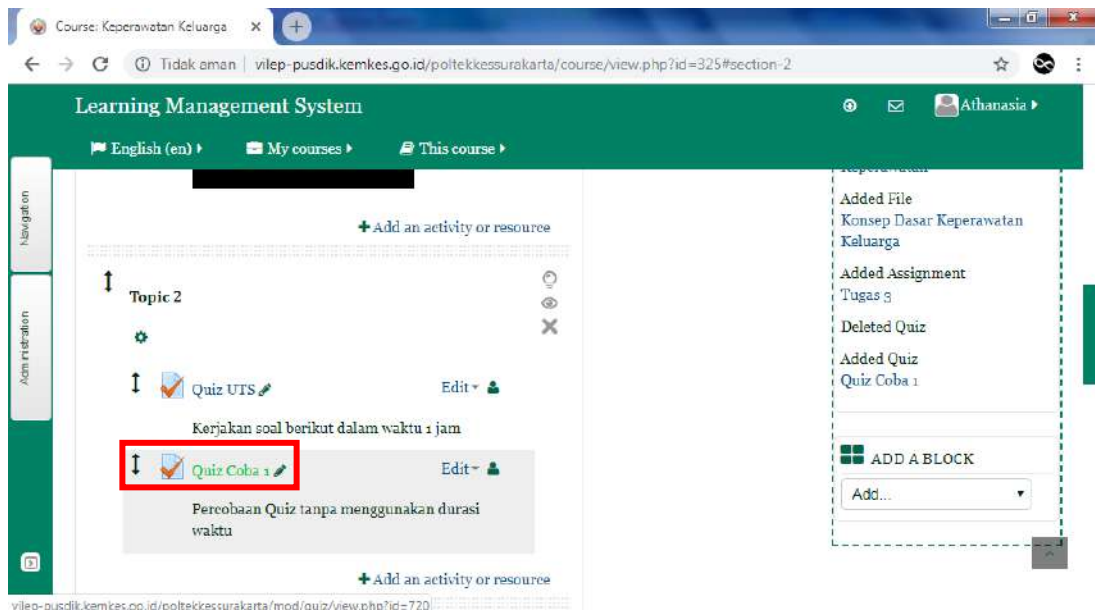 Course: Keperawatan Keluarga
Tidak aman | vilep-pusdik.kemkes.go.id/poltekkessurakarta/course/view.php?id=325#section-2
Learning Management System
Athanasia
English (en)
My courses
This course
Navigation
Administration
Add an activity or resource
Topic 2
Quiz UTS
Edit
Kerjakan soal berikut dalam waktu 1 jam
Quiz Coba 1
Edit
Percobaan Quiz tanpa menggunakan durasi
waktu
Add an activity or resource
Keperawatan
Added File
Konsep Dasar Keperawatan
Keluarga
Added Assignment
Tugas 3
Deleted Quiz
Added Quiz
Quiz Coba 1
ADD A BLOCK
Add...
vilep-pusdik.kemkes.go.id/poltekkessurakarta/mod/quiz/view.php?id=720